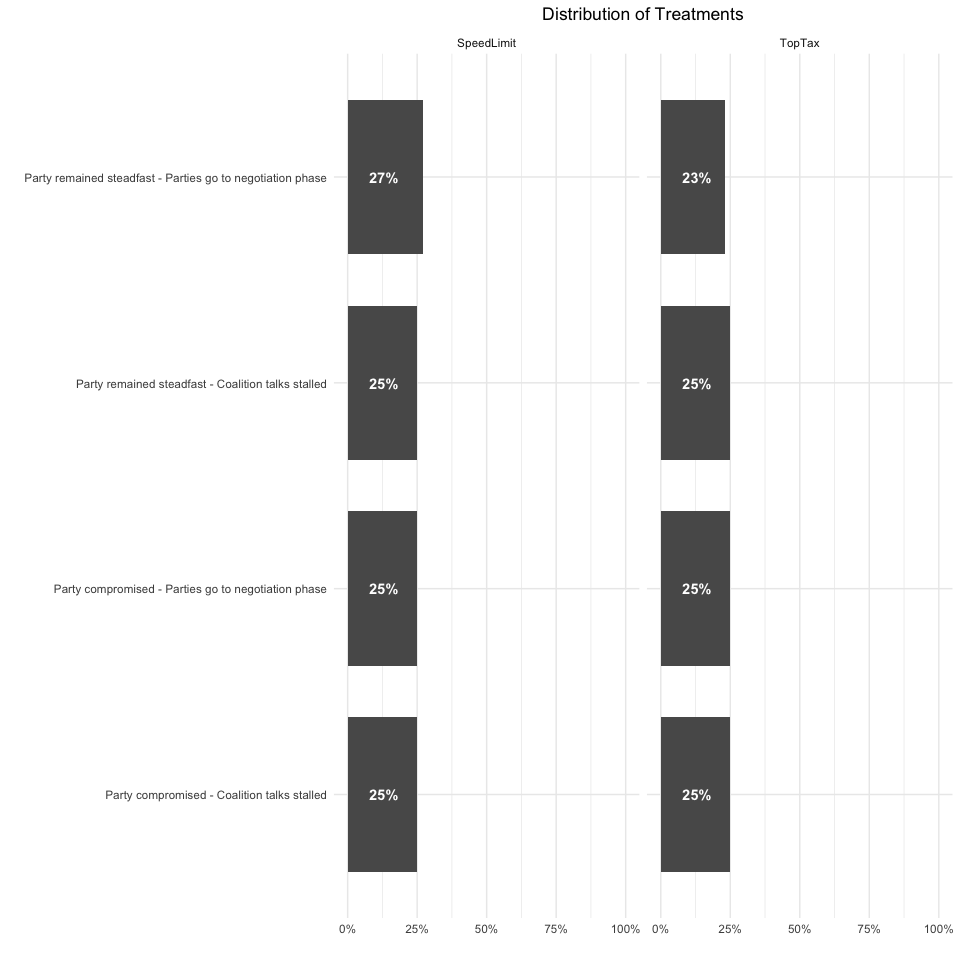 Distribution of Treatments
SpeedLimit TopTax
Party remained steadfast - Parties go to negotiation phase 27% 23%
Party remained steadfast - Coalition talks stalled 25% 25%
Party compromised - Parties go to negotiation phase 25% 25%
Party compromised - Coalition talks stalled 25% 25%
0% 25% 50% 75% 100% 0% 25% 50% 75% 100%